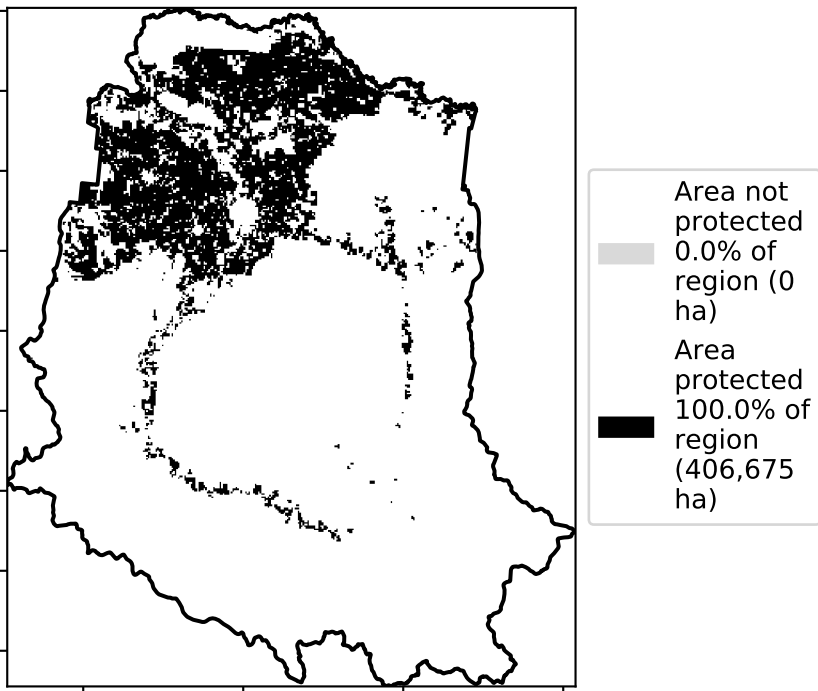 Area not
protected
0.0% of
region (0
ha)
Area
protected
100.0% of
region
(406,675
ha)